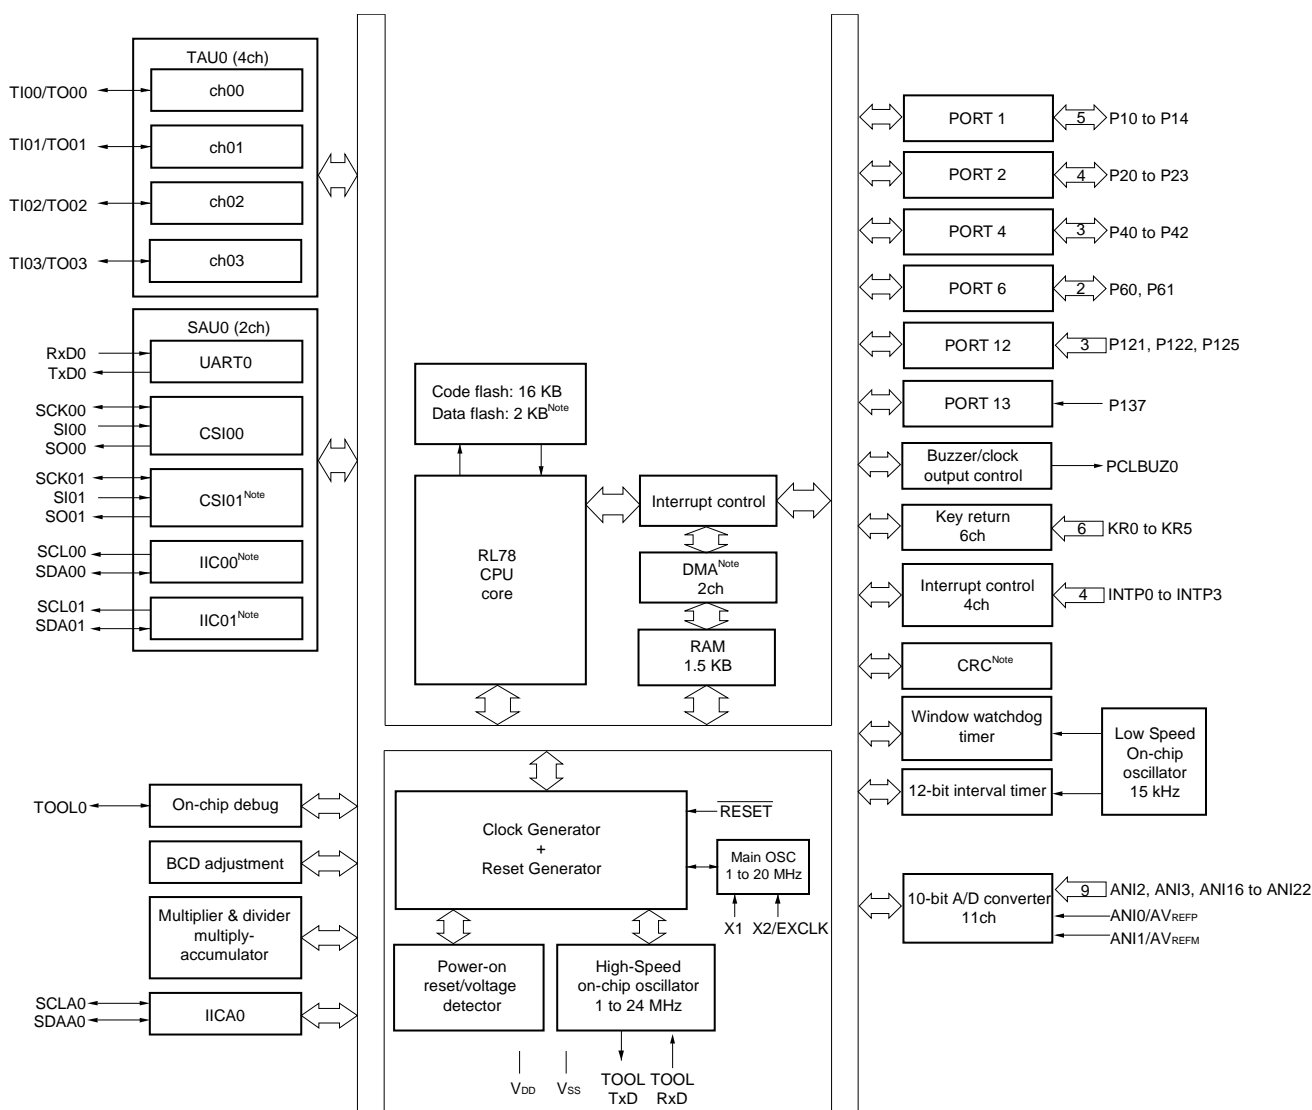 TAU0 (4ch)
TI00/TO00
ch00
TI01/TO01
ch01
TI02/TO02
ch02
TI03/TO03
ch03
SAU0 (2ch)
RxD0
TxD0
UART0
SCK00
SI00
SO00
CSI00
SCK01
SI01
SO01
CSI01Note
SCL00
SDA00
IIC00Note
SCL01
SDA01
IIC01Note
TOOL0
On-chip debug
BCD adjustment
Multiplier & divider
multiply-
accumulator
SCLA0
SDAA0
IICA0
Code flash: 16 KB
Data flash: 2 KBNote
RL78
CPU
core
Interrupt control
DMANote
2ch
RAM
1.5 KB
Clock Generator
+
Reset Generator
RESET
Main OSC
1 to 20 MHz
X1
X2/EXCLK
Power-on
reset/voltage
detector
High-Speed
on-chip oscillator
1 to 24 MHz
VDD
VSS
TOOL
TxD
TOOL
RxD
PORT 1
5
P10 to P14
PORT 2
4
P20 to P23
PORT 4
3
P40 to P42
PORT 6
2
P60, P61
PORT 12
3
P121, P122, P125
PORT 13
P137
Buzzer/clock
output control
PCLBUZ0
Key return
6ch
6
KR0 to KR5
Interrupt control
4ch
4
INTP0 to INTP3
CRCNote
Window watchdog
timer
12-bit interval timer
Low Speed
On-chip
oscillator
15 kHz
10-bit A/D converter
11ch
9
ANI2, ANI3, ANI16 to ANI22
ANI0/AVREFP
ANI1/AVREFM